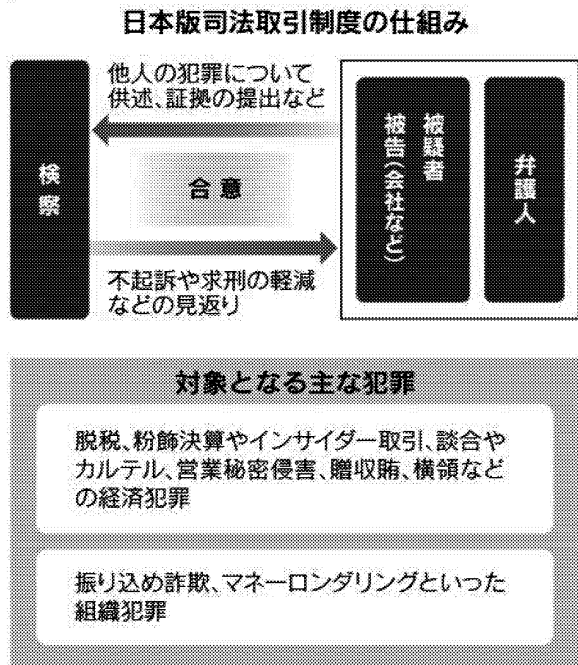 日本版司法取引制度の仕組み
他人の犯罪について
供述、証拠の提出など
検察
合意
被疑者
被告(会社など)
弁護人
不起訴や求刑の軽減
などの見返り
対象となる主な犯罪
脱税、粉飾決算やインサイダー取引、談合や
カルテル、営業秘密侵害、贈収賄、横領など
の経済犯罪
振り込め詐欺、マネーロンダリングといった
組織犯罪